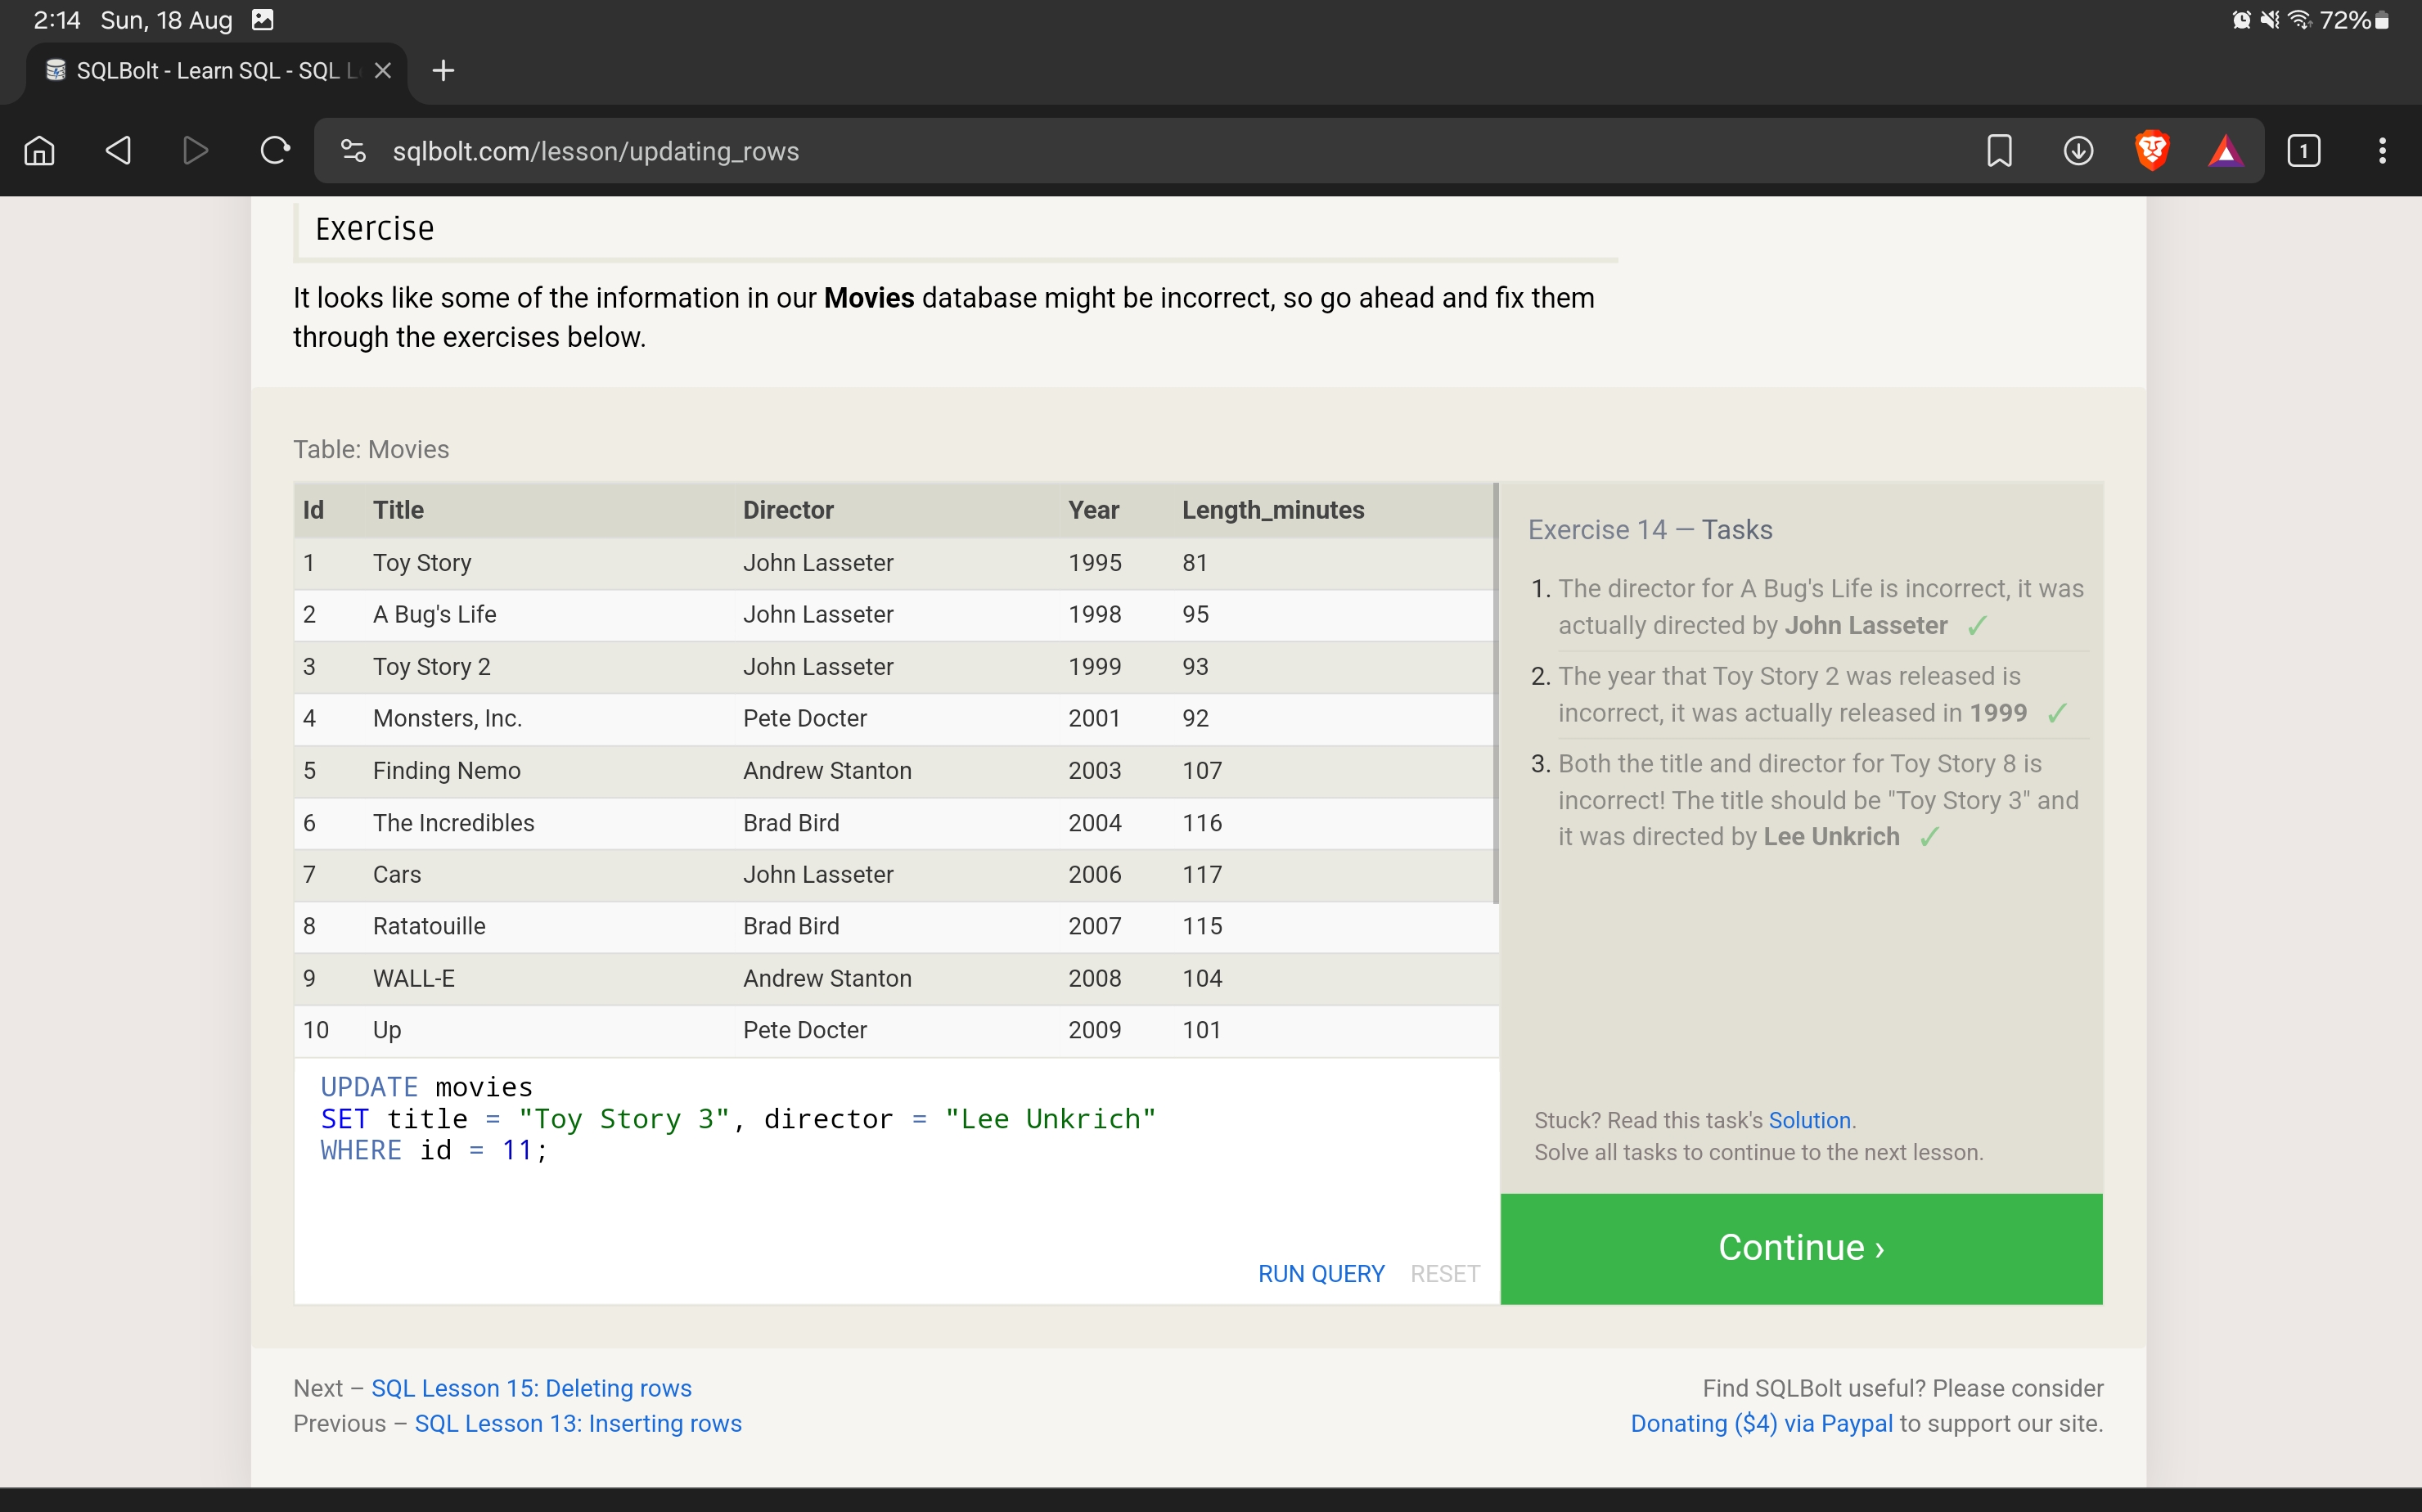 2:14 Sun, 18 Aug 72%
SQLBolt - Learn SQL - SQL
sqlbolt.com/lesson/updating_rows 1
Exercise
It looks like some of the information in our Movies database might be incorrect, so go ahead and fix them
through the exercises below.
Table: Movies
Id Title Director Year Length_minutes
1 Toy Story John Lasseter 1995 81
2 A Bug's Life John Lasseter 1998 95
3 Toy Story 2 John Lasseter 1999 93
4 Monsters, Inc. Pete Docter 2001 92
5 Finding Nemo Andrew Stanton 2003 107
6 The Incredibles Brad Bird 2004 116
7 Cars John Lasseter 2006 117
8 Ratatouille Brad Bird 2007 115
9 WALL-E Andrew Stanton 2008 104
10 Up Pete Docter 2009 101
UPDATE movies
SET title = "Toy Story 3", director = "Lee Unkrich"
WHERE id = 11;
RUN QUERY RESET
Exercise 14 — Tasks
1. The director for A Bug's Life is incorrect, it was
actually directed by John Lasseter ✓
2. The year that Toy Story 2 was released is
incorrect, it was actually released in 1999 ✓
3. Both the title and director for Toy Story 8 is
incorrect! The title should be "Toy Story 3" and
it was directed by Lee Unkrich ✓
Stuck? Read this task's Solution.
Solve all tasks to continue to the next lesson.
Continue ›
Next – SQL Lesson 15: Deleting rows
Previous – SQL Lesson 13: Inserting rows
Find SQLBolt useful? Please consider
Donating ($4) via Paypal to support our site.